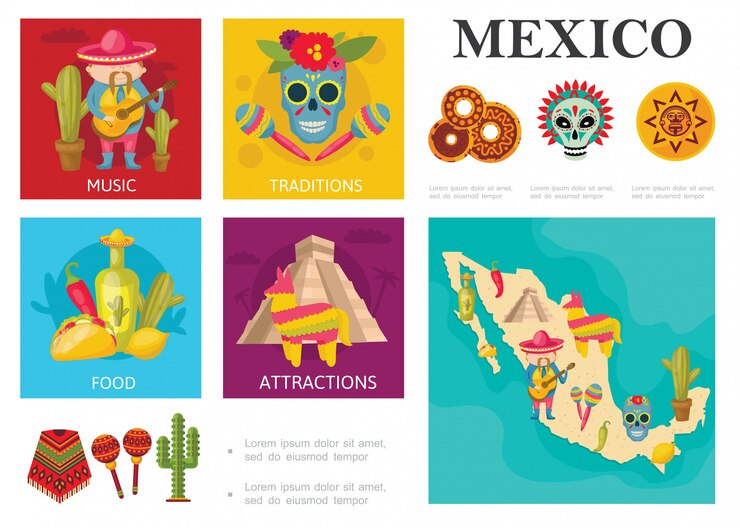 MEXICO
MUSIC
TRADITIONS
Lorem ipsum dolor sit amet,
sed do eiusmod tempor
Lorem ipsum dolor sit amet,
sed do eiusmod tempor
Lorem ipsum dolor sit amet,
sed do eiusmod tempor
FOOD
ATTRACTIONS
Lorem ipsum dolor sit amet,
sed do eiusmod tempor
Lorem ipsum dolor sit amet,
sed do eiusmod tempor